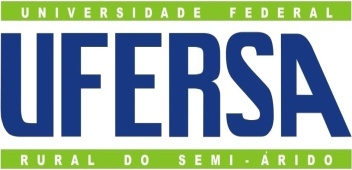 UNIVERSIDADE FEDERAL
UFERSA
RURAL DO SEMI-ÁRIDO